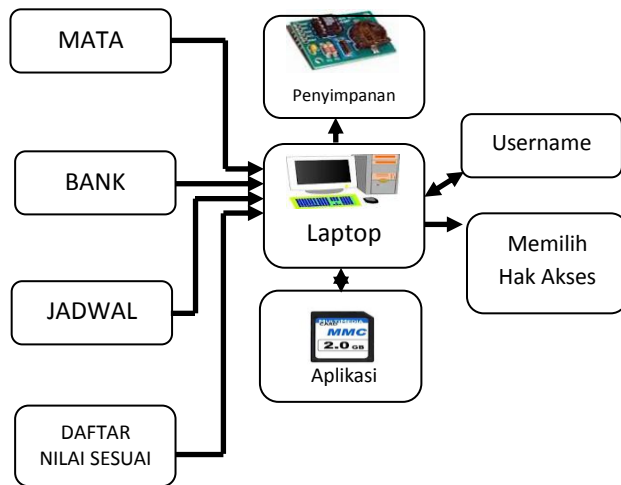 MATA
BANK
JADWAL
DAFTAR
NILAI SESUAI
Penyimpanan
Laptop
MMC
2.0 GB
Aplikasi
Username
Memilih
Hak Akses